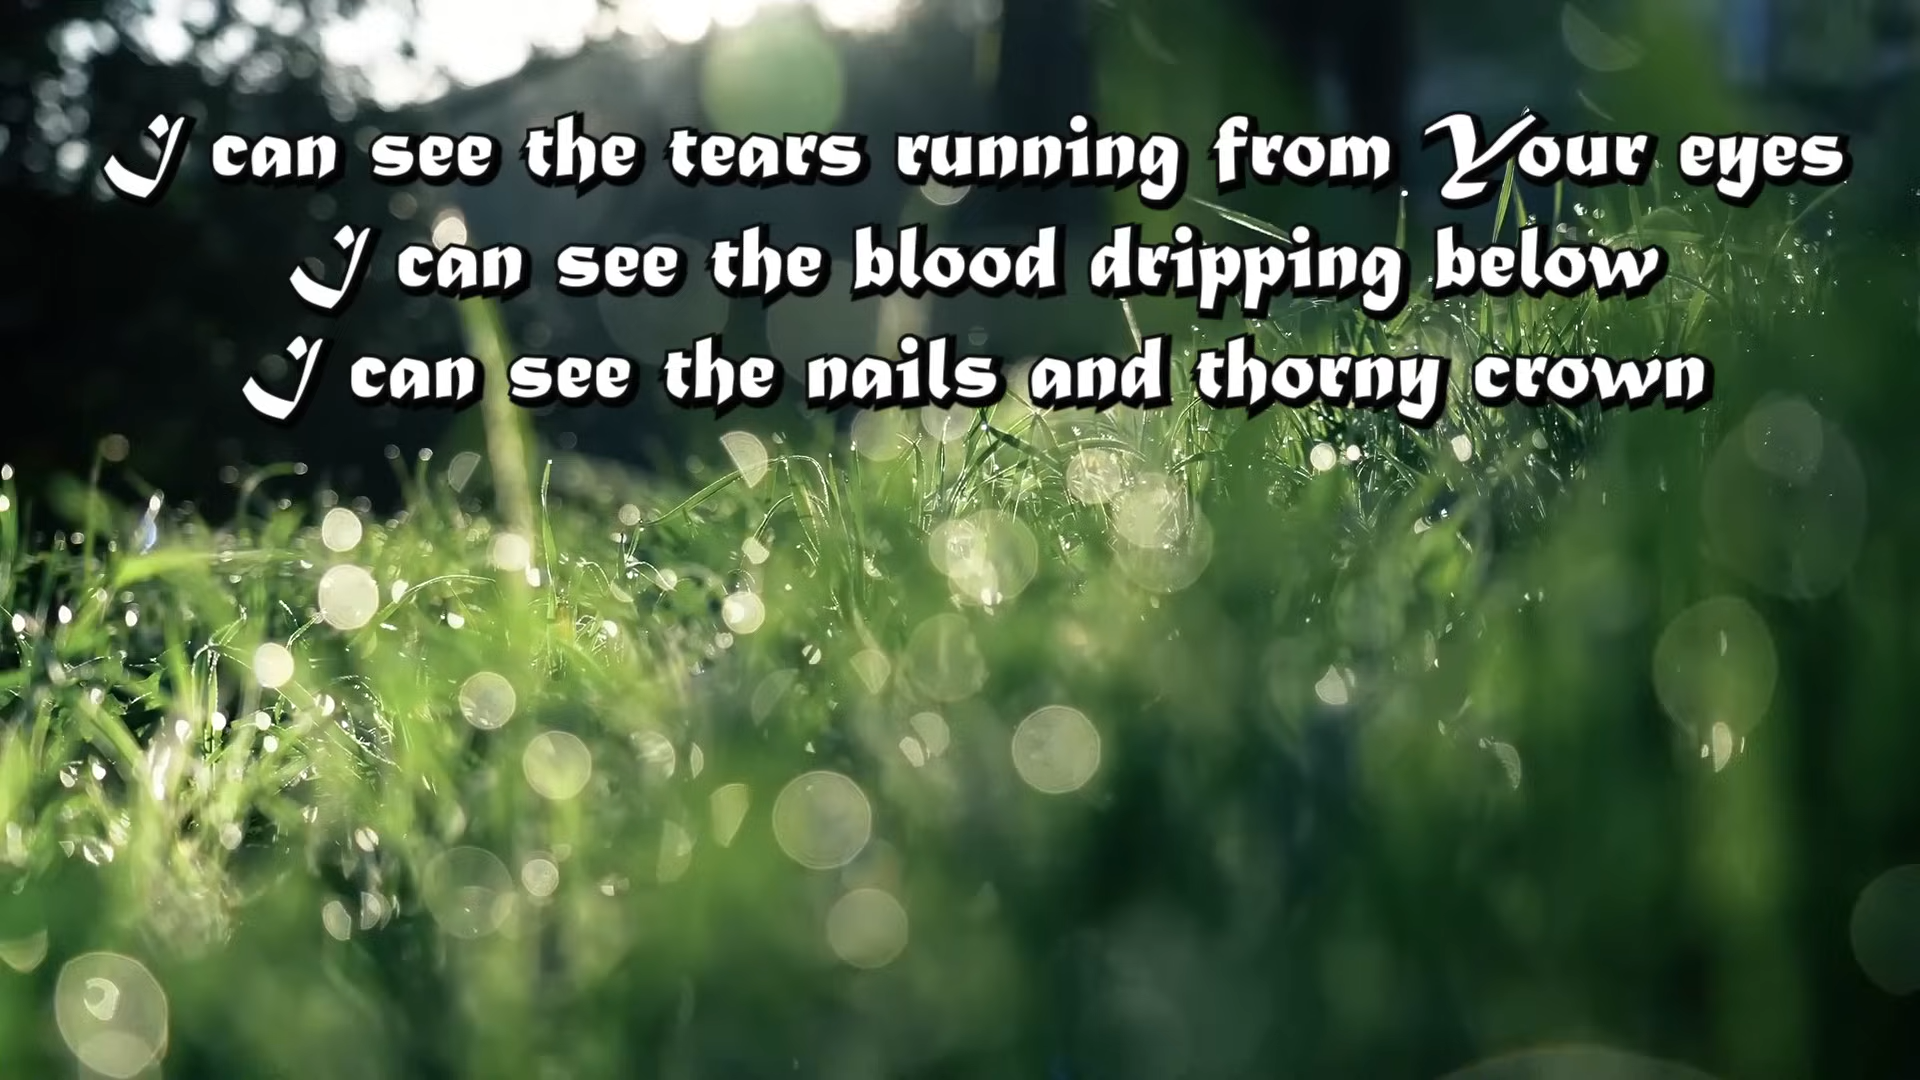 I can see the tears running from Your eyes
I can see the blood dripping below
I can see the nails and thorny crown